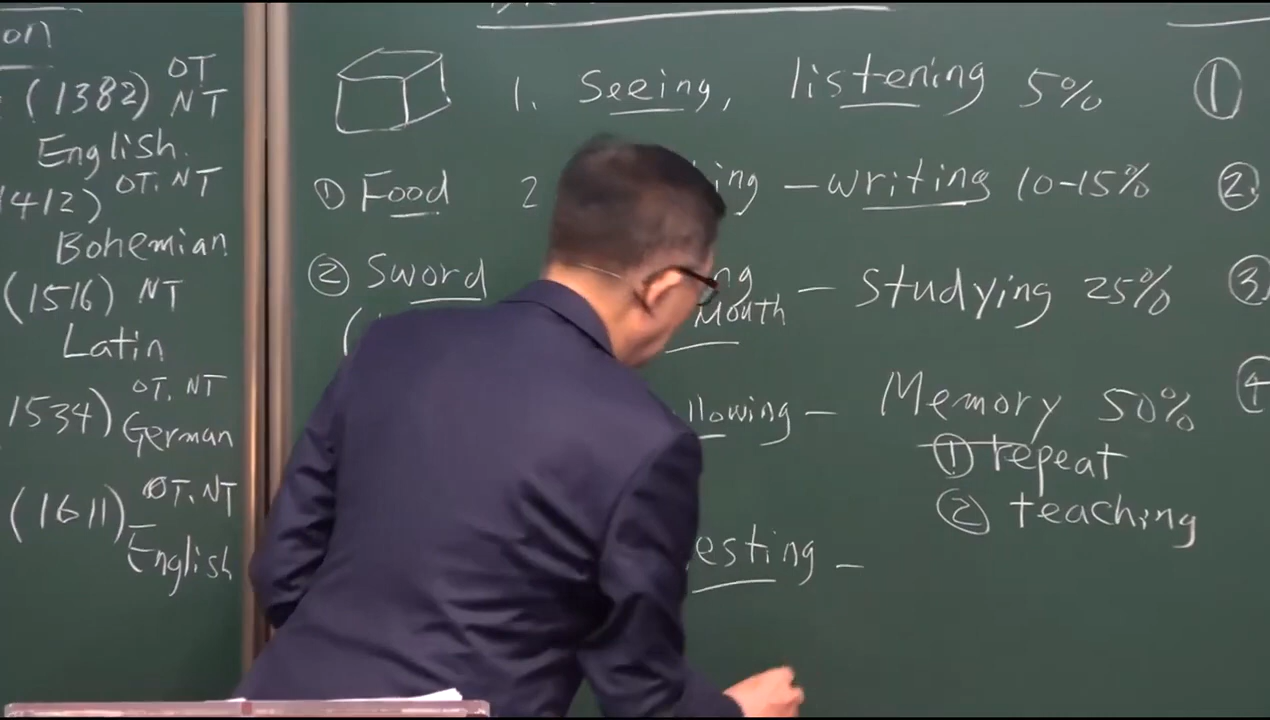 on
(1382) OT
NT
English.
1412) OT. NT
Bohemian
(1516) NT
Latin
1534) OT, NT
German
(1611) OT. NT
English
1. Seeing, listening 5%
① Food
2 ing – writing 10-15%
② Sword
ng – studying 25%
Mouth
llowing – Memory 50%
① repeat
② teaching
esting –
①
②
③
④